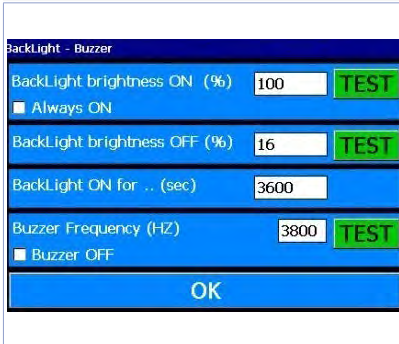 BackLight - Buzzer
BackLight brightness ON (%) 100 TEST
Always ON
BackLight brightness OFF (%) 16 TEST
BackLight ON for .. (sec) 3600
Buzzer Frequency (HZ) 3800 TEST
Buzzer OFF
OK